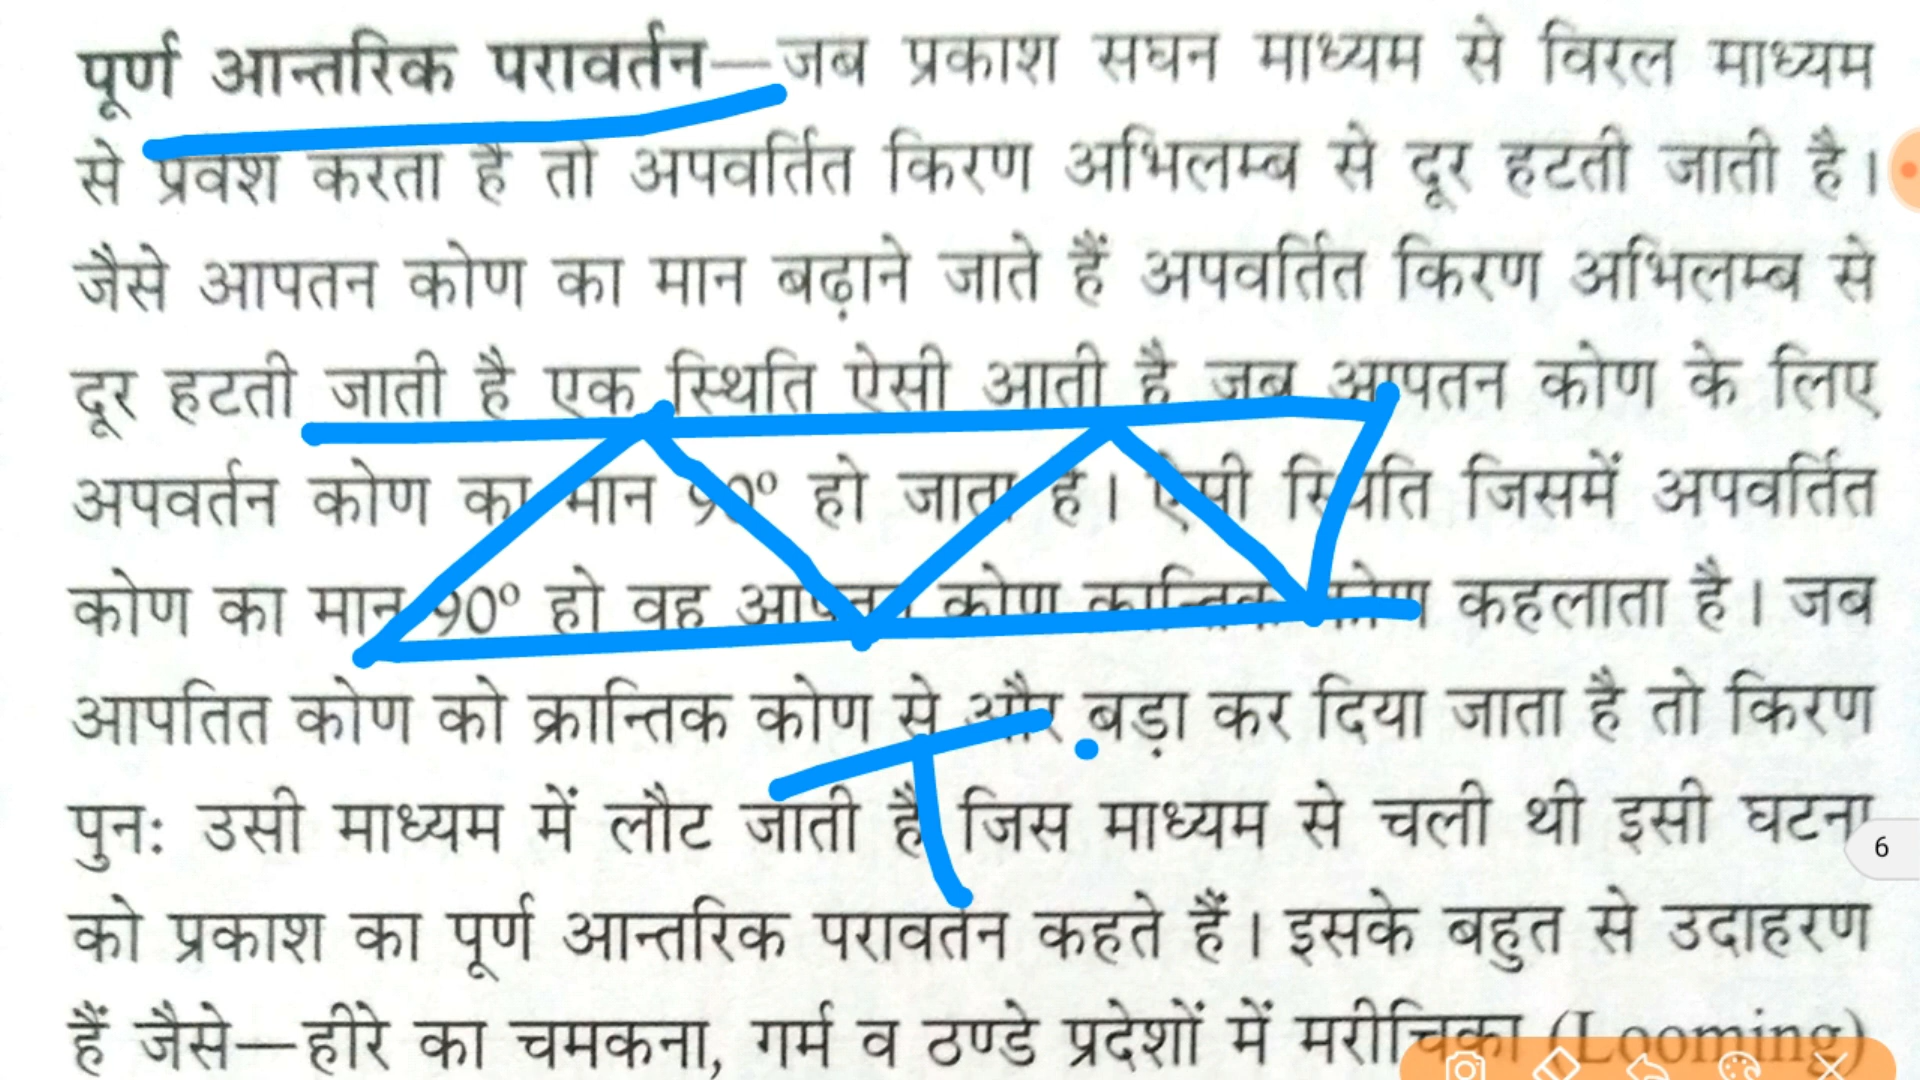 पूर्ण आन्तरिक परावर्तन—जब प्रकाश सघन माध्यम से विरल माध्यम
से प्रवेश करता है तो अपवर्तित किरण अभिलम्ब से दूर हटती जाती है।
जैसे आपतन कोण का मान बढ़ाने जाते हैं अपवर्तित किरण अभिलम्ब से
दूर हटती जाती है एक स्थिति ऐसी आती है जब आपतन कोण के लिए
अपवर्तन कोण का मान 90° हो जाता है। ऐसी स्थिति जिसमें अपवर्तित
कोण का मान 90° हो वह आपतन कोण कान्तिक कोण कहलाता है। जब
आपतित कोण को क्रान्तिक कोण से और बड़ा कर दिया जाता है तो किरण
पुनः उसी माध्यम में लौट जाती है जिस माध्यम से चली थी इसी घटना
6
को प्रकाश का पूर्ण आन्तरिक परावर्तन कहते हैं। इसके बहुत से उदाहरण
हैं जैसे—हीरे का चमकना, गर्म व ठण्डे प्रदेशों में मरीचिका (Looming)